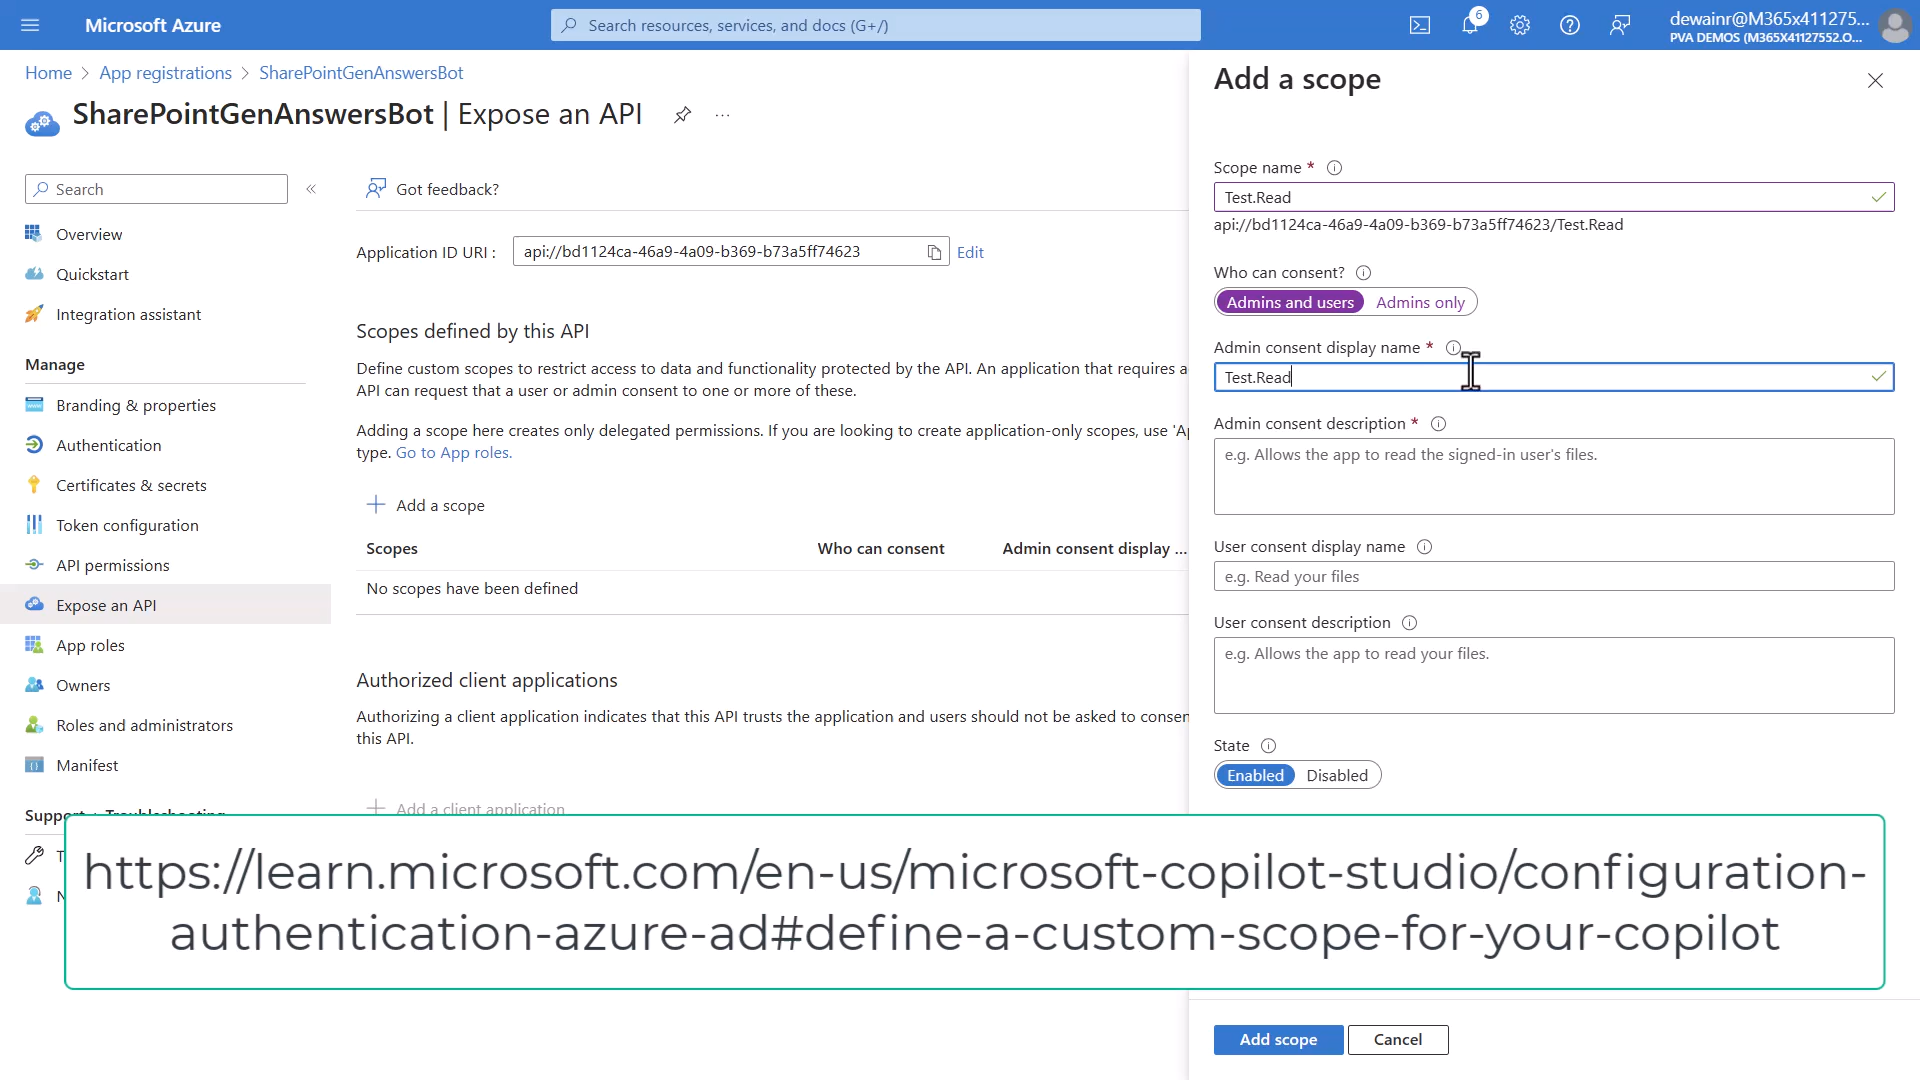 Microsoft Azure
Search resources, services, and docs (G+/)
6
dewainr@M365x411275...
PVA DEMOS (M365X41127552.O...
Home > App registrations > SharePointGenAnswersBot
SharePointGenAnswersBot | Expose an API
...
Search
«
Overview
Quickstart
Integration assistant
Manage
Branding & properties
Authentication
Certificates & secrets
Token configuration
API permissions
Expose an API
App roles
Owners
Roles and administrators
Manifest
Got feedback?
Application ID URI : api://bd1124ca-46a9-4a09-b369-b73a5ff74623 Edit
Scopes defined by this API
Define custom scopes to restrict access to data and functionality protected by the API. An application that requires a
API can request that a user or admin consent to one or more of these.
Adding a scope here creates only delegated permissions. If you are looking to create application-only scopes, use 'Ap
type. Go to App roles.
Add a scope
Scopes Who can consent Admin consent display ...
No scopes have been defined
Authorized client applications
Authorizing a client application indicates that this API trusts the application and users should not be asked to consen
this API.
Add a client application
Add a scope
Scope name *
Test.Read
api://bd1124ca-46a9-4a09-b369-b73a5ff74623/Test.Read
Who can consent?
Admins and users Admins only
Admin consent display name *
Test.Read
Admin consent description *
e.g. Allows the app to read the signed-in user's files.
User consent display name
e.g. Read your files
User consent description
e.g. Allows the app to read your files.
State
Enabled Disabled
https://learn.microsoft.com/en-us/microsoft-copilot-studio/configuration-
authentication-azure-ad#define-a-custom-scope-for-your-copilot
Add scope Cancel